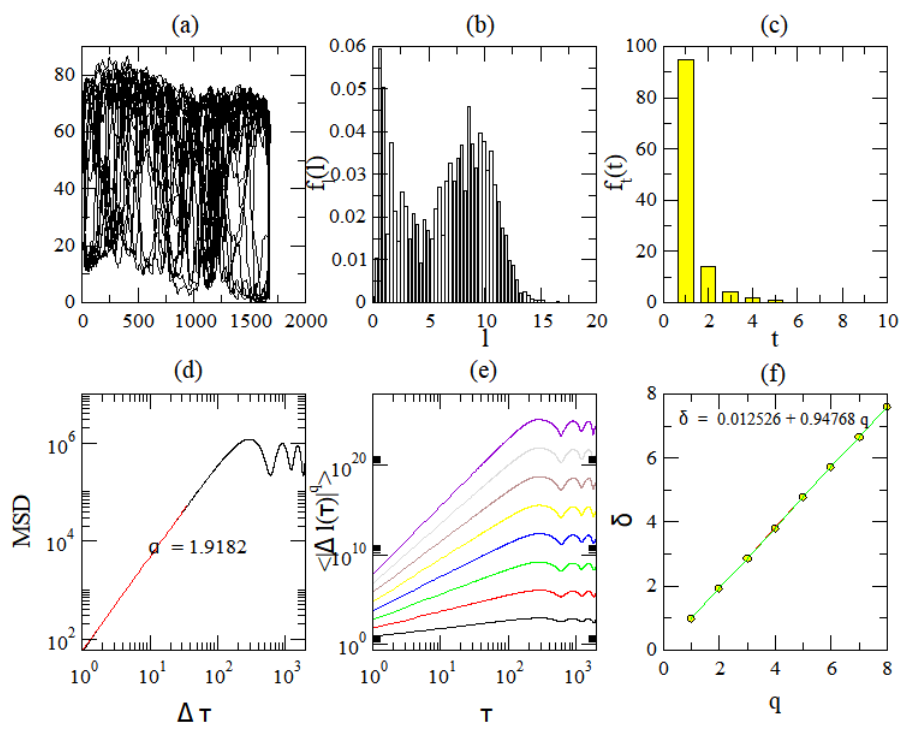 (a)
80
60
40
20
0
0 500 1000 1500 2000
(b)
f_l(l)
0.06
0.05
0.04
0.03
0.02
0.01
0
0 5 10 15 20
l
(c)
f_t(t)
100
80
60
40
20
0
0 2 4 6 8 10
t
(d)
MSD
10^6
10^4
10^2
α = 1.9182
10^0 10^1 10^2 10^3
Δ τ
(e)
<|Δ l(τ)|^q>
10^20
10^10
10^0
10^0 10^1 10^2 10^3
τ
(f)
δ
8
6
4
2
0
δ = 0.012526 + 0.94768 q
0 2 4 6 8
q